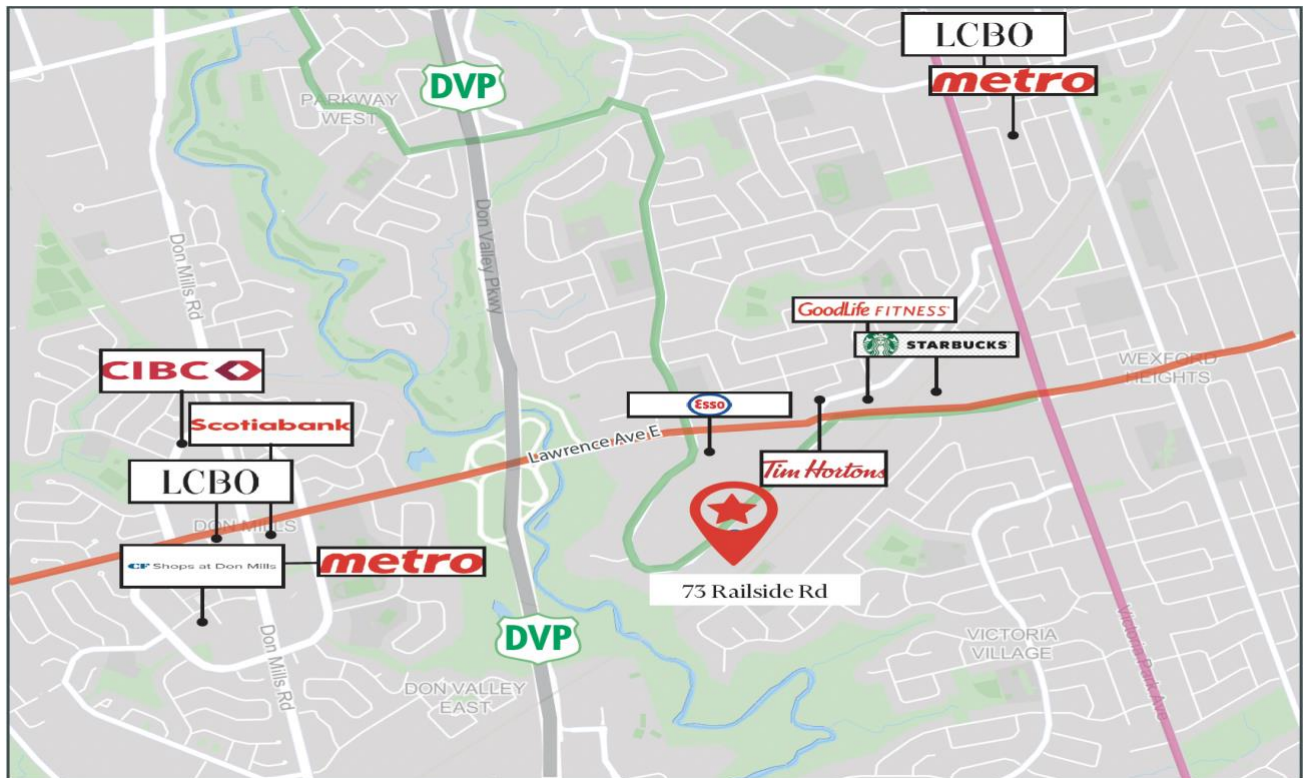 LCBO
metro
DVP
PARKWAY
WEST
Don Mills Rd
Don Valley Pkwy
GoodLife FITNESS
STARBUCKS
WEXFORD
HEIGHTS
CIBC
Scotiabank
Esso
Lawrence Ave E
Tim Hortons
LCBO
DON MILLS
CF Shops at Don Mills
metro
73 Railside Rd
DVP
Don Mills Rd
VICTORIA
VILLAGE
Victoria Park Ave
DON VALLEY
EAST